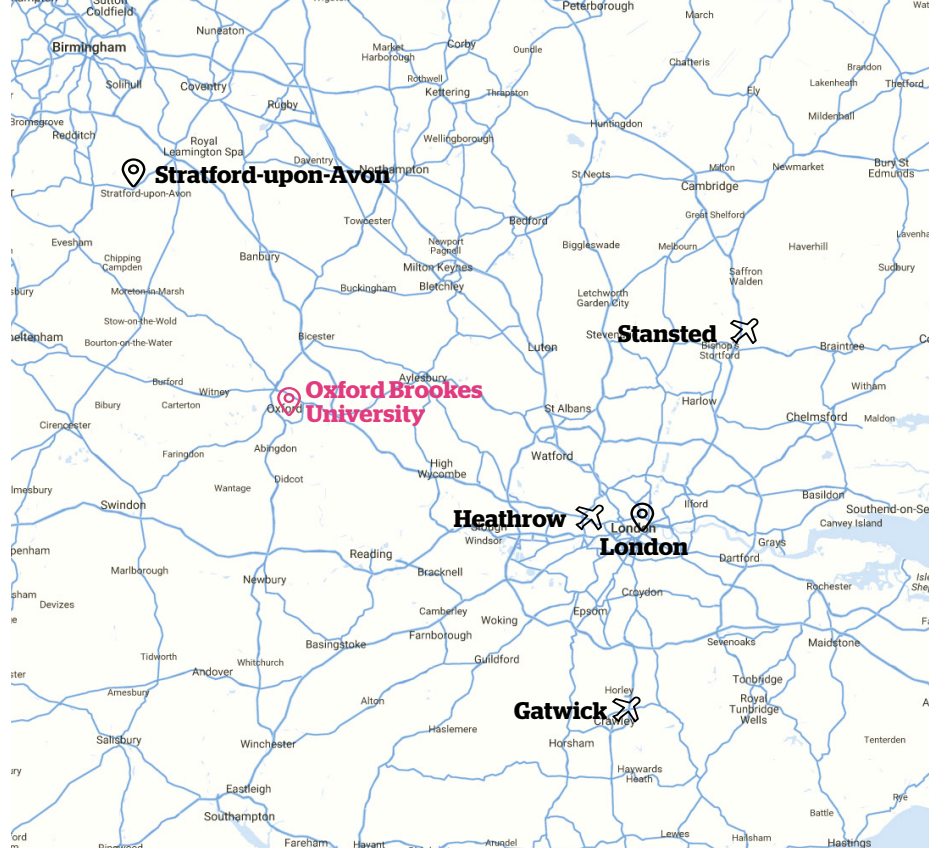 Sutton
Coldfield
Peterborough
March
Nuneaton
Birmingham
Market
Harborough
Corby
Oundle
Chatteris
Brandon
Rothwell
Lakenheath
Thetford
Solihull
Coventry
Kettering
Thrapston
Ely
Rugby
Mildenhall
Bromsgrove
Huntingdon
Redditch
Royal
Leamington Spa
Wellingborough
Daventry
Northampton
Stratford-upon-Avon
St Neots
Milton
Newmarket
Bury St
Edmunds
Stratford-upon-Avon
Cambridge
Towcester
Bedford
Great Shelford
Evesham
Newport
Pagnell
Biggleswade
Melbourn
Haverhill
Banbury
Chipping
Campden
Milton Keynes
Saffron
Walden
Sudbury
Moreton-in-Marsh
Buckingham
Bletchley
Letchworth
Garden City
Stow-on-the-Wold
Bicester
Stansted
Bourton-on-the-Water
Luton
Bishop's
Stortford
Braintree
Aylesbury
Burford
Witney
Oxford Brookes
University
Witham
Bibury
Carterton
Oxford
St Albans
Harlow
Chelmsford
Maldon
Cirencester
Abingdon
Watford
Faringdon
High
Wycombe
Didcot
Wantage
Swindon
Ilford
Basildon
Southend-on-Se
Heathrow
Slough
Windsor
London
London
Canvey Island
Grays
Reading
Dartford
Marlborough
Newbury
Bracknell
Croydon
Rochester
Devizes
Camberley
Woking
Epsom
Farnborough
Basingstoke
Sevenoaks
Maidstone
Tidworth
Whitchurch
Guildford
Andover
Tonbridge
Amesbury
Alton
Horley
Royal
Tunbridge
Wells
Gatwick
Crawley
Haslemere
Salisbury
Winchester
Horsham
Tenterden
Haywards
Heath
Eastleigh
Rye
Southampton
Battle
Fareham
Havant
Arundel
Lewes
Hailsham
Hastings